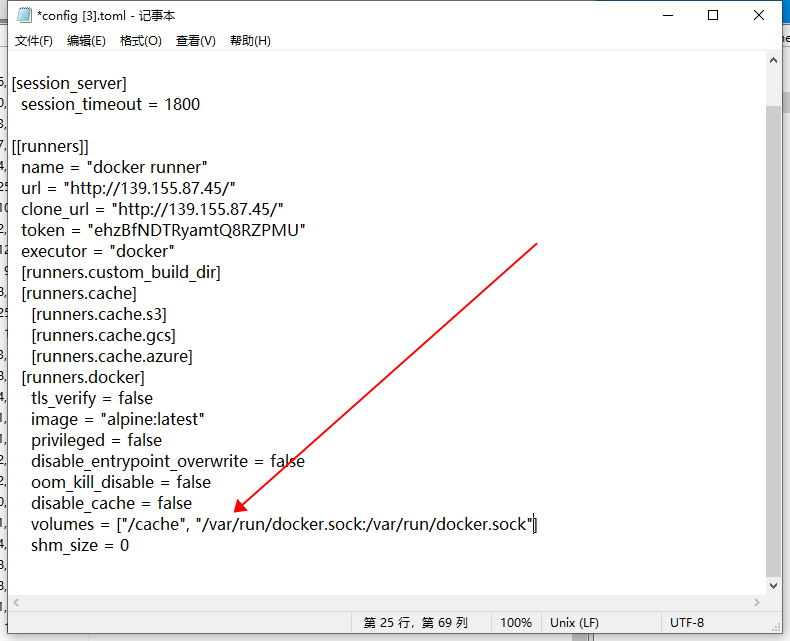 *config [3].toml - 记事本
文件(F) 编辑(E) 格式(O) 查看(V) 帮助(H)
[session_server]
session_timeout = 1800
[[runners]]
name = "docker runner"
url = "http://139.155.87.45/"
clone_url = "http://139.155.87.45/"
token = "ehzBfNDTRyamtQ8RZPMU"
executor = "docker"
[runners.custom_build_dir]
[runners.cache]
[runners.cache.s3]
[runners.cache.gcs]
[runners.cache.azure]
[runners.docker]
tls_verify = false
image = "alpine:latest"
privileged = false
disable_entrypoint_overwrite = false
oom_kill_disable = false
disable_cache = false
volumes = ["/cache", "/var/run/docker.sock:/var/run/docker.sock"]
shm_size = 0
第 25 行，第 69 列 100% Unix (LF) UTF-8